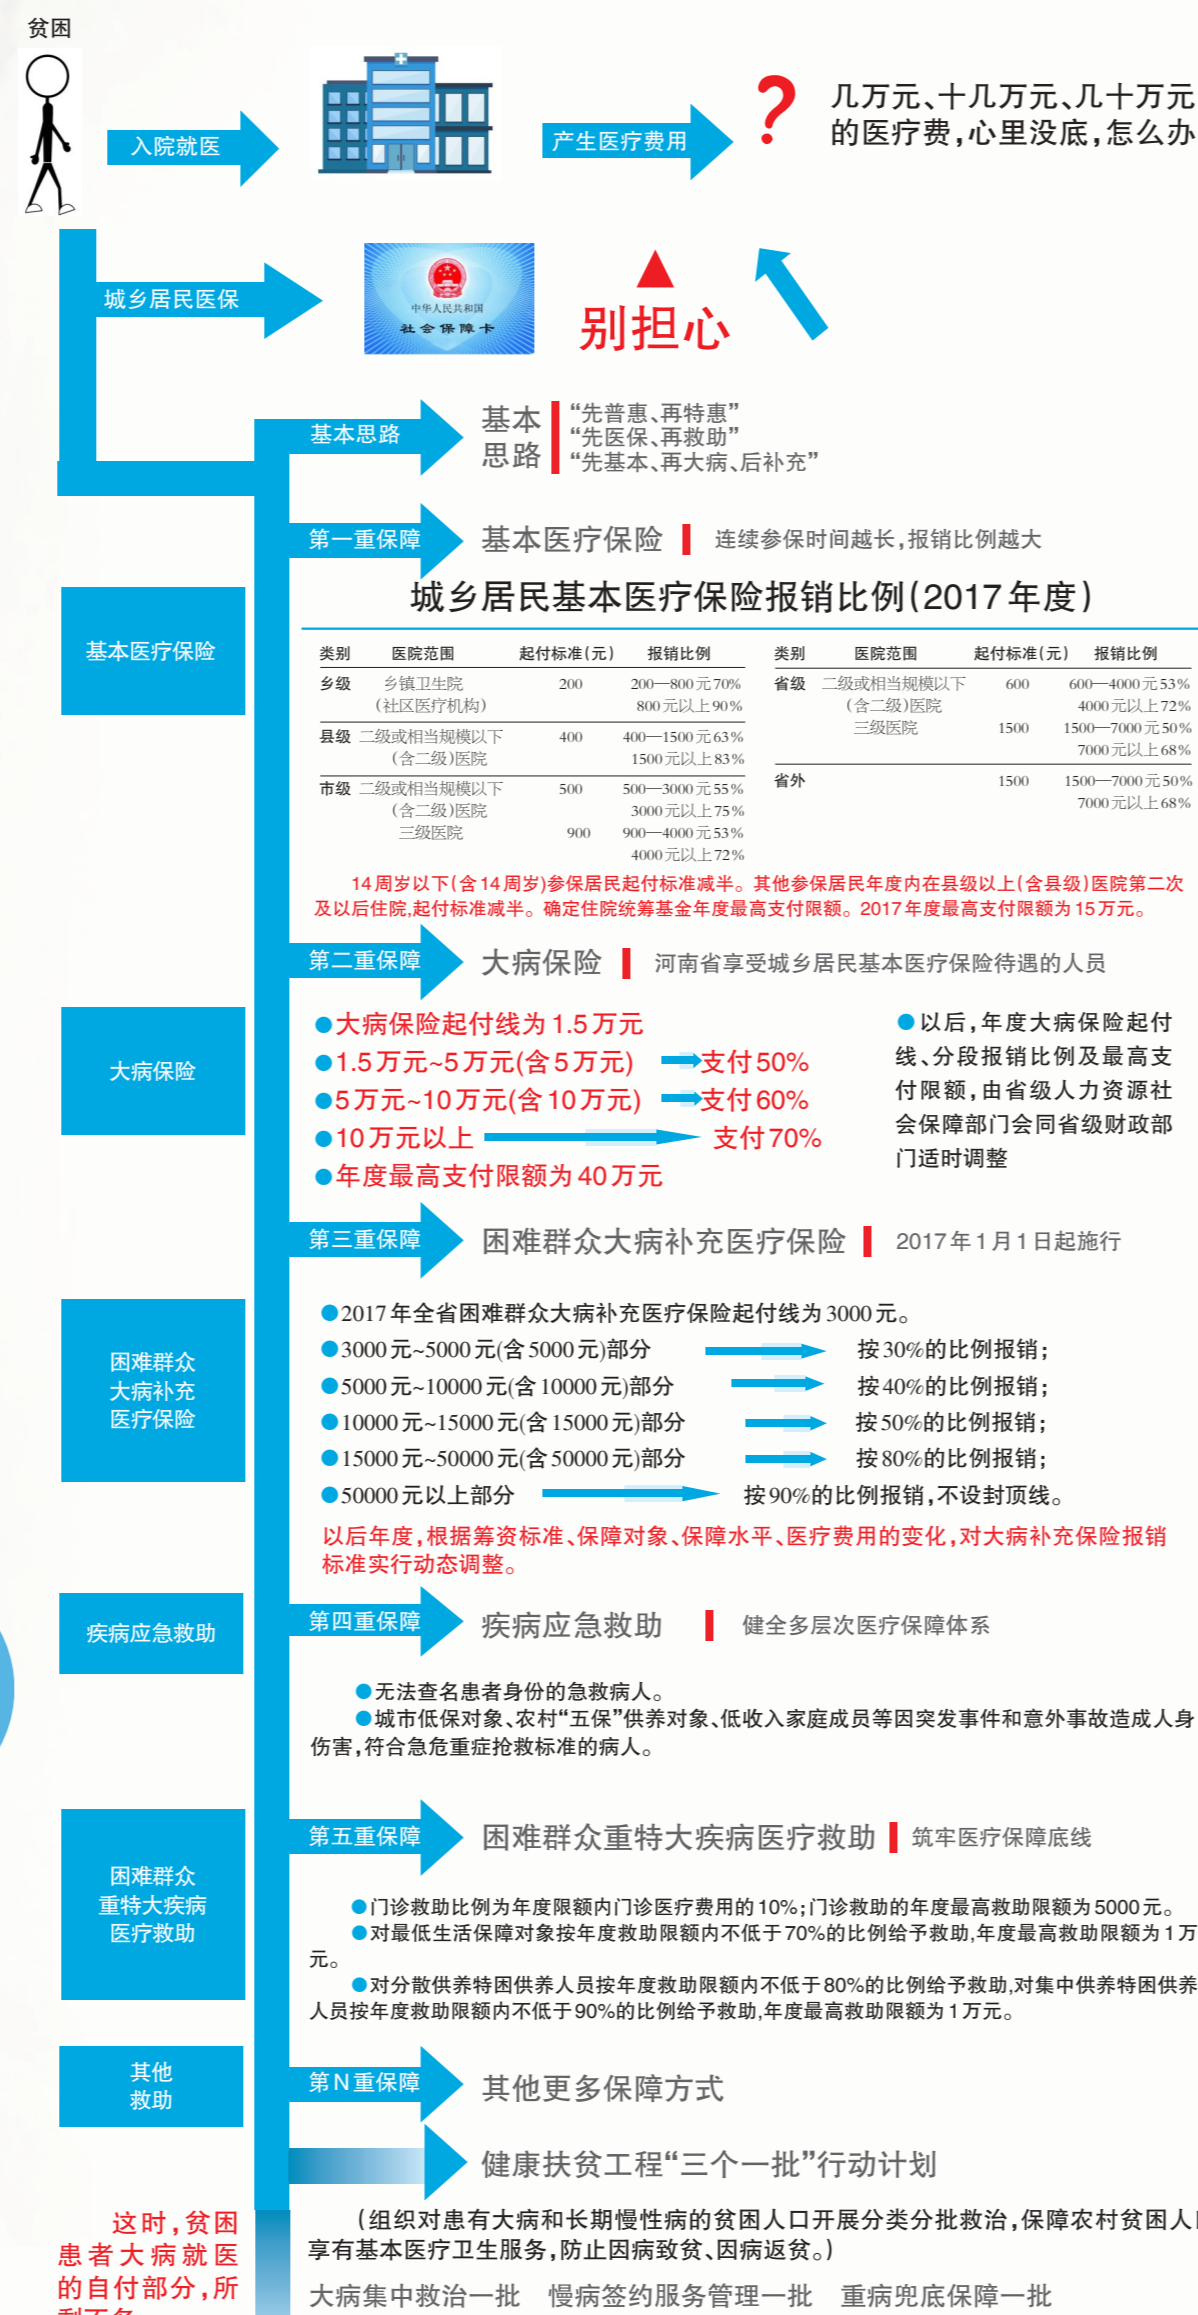 贫困
入院就医
产生医疗费用
?
几万元、十几万元、几十万元
的医疗费,心里没底,怎么办
城乡居民医保
中华人民共和国
社会保障卡
别担心
基本思路
基本
思路
“先普惠、再特惠”
“先医保、再救助”
“先基本、再大病、后补充”
第一重保障
基本医疗保险
连续参保时间越长,报销比例越大
基本医疗保险
城乡居民基本医疗保险报销比例(2017年度)
类别 医院范围 起付标准(元) 报销比例
乡级 乡镇卫生院 200 200—800元70%
(社区医疗机构) 800元以上90%
县级 二级或相当规模以下 400 400—1500元63%
(含二级)医院 1500元以上83%
市级 二级或相当规模以下 500 500—3000元55%
(含二级)医院 3000元以上75%
三级医院 900 900—4000元53%
4000元以上72%
类别 医院范围 起付标准(元) 报销比例
省级 二级或相当规模以下 600 600—4000元53%
(含二级)医院 4000元以上72%
三级医院 1500 1500—7000元50%
7000元以上68%
省外 1500 1500—7000元50%
7000元以上68%
14周岁以下(含14周岁)参保居民起付标准减半。其他参保居民年度内在县级以上(含县级)医院第二次
及以后住院,起付标准减半。确定住院统筹基金年度最高支付限额。2017年度最高支付限额为15万元。
第二重保障
大病保险
河南省享受城乡居民基本医疗保险待遇的人员
大病保险
●大病保险起付线为1.5万元
●1.5万元~5万元(含5万元) 支付50%
●5万元~10万元(含10万元) 支付60%
●10万元以上 支付70%
●年度最高支付限额为40万元
●以后,年度大病保险起付
线、分段报销比例及最高支
付限额,由省级人力资源社
会保障部门会同省级财政部
门适时调整
第三重保障
困难群众大病补充医疗保险
2017年1月1日起施行
困难群众
大病补充
医疗保险
●2017年全省困难群众大病补充医疗保险起付线为3000元。
●3000元~5000元(含5000元)部分 按30%的比例报销;
●5000元~10000元(含10000元)部分 按40%的比例报销;
●10000元~15000元(含15000元)部分 按50%的比例报销;
●15000元~50000元(含50000元)部分 按80%的比例报销;
●50000元以上部分 按90%的比例报销,不设封顶线。
以后年度,根据筹资标准、保障对象、保障水平、医疗费用的变化,对大病补充保险报销
标准实行动态调整。
第四重保障
疾病应急救助
健全多层次医疗保障体系
疾病应急救助
●无法查名患者身份的急救病人。
●城市低保对象、农村“五保”供养对象、低收入家庭成员等因突发事件和意外事故造成人身
伤害,符合急危重症抢救标准的病人。
第五重保障
困难群众重特大疾病医疗救助
筑牢医疗保障底线
困难群众
重特大疾病
医疗救助
●门诊救助比例为年度限额内门诊医疗费用的10%;门诊救助的年度最高救助限额为5000元。
●对最低生活保障对象按年度救助限额内不低于70%的比例给予救助,年度最高救助限额为1万
元。
●对分散供养特困供养人员按年度救助限额内不低于80%的比例给予救助,对集中供养特困供养
人员按年度救助限额内不低于90%的比例给予救助,年度最高救助限额为1万元。
其他
救助
第N重保障
其他更多保障方式
健康扶贫工程“三个一批”行动计划
(组织对患有大病和长期慢性病的贫困人口开展分类分批救治,保障农村贫困人口
享有基本医疗卫生服务,防止因病致贫、因病返贫。)
大病集中救治一批 慢病签约服务管理一批 重病兜底保障一批
这时,贫困
患者大病就医
的自付部分,所